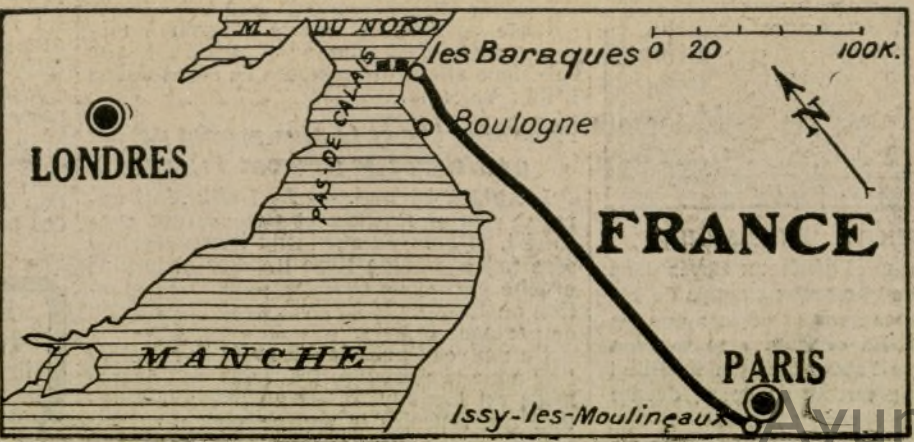 M. DU NORD
les Baraques
0 20 100K.
N
PAS-DE CALAIS
Boulogne
LONDRES
FRANCE
MANCHE
PARIS
Issy-les-Moulineaux